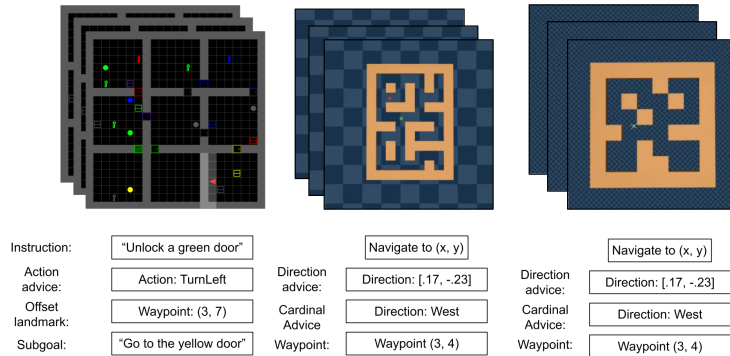 Instruction:
"Unlock a green door"
Action
advice:
Action: TurnLeft
Offset
landmark:
Waypoint: (3, 7)
Subgoal:
"Go to the yellow door"
Navigate to (x, y)
Direction
advice:
Direction: [.17, -.23]
Cardinal
Advice
Direction: West
Waypoint:
Waypoint (3, 4)
Navigate to (x, y)
Direction
advice:
Direction: [.17, -.23]
Cardinal
Advice:
Direction: West
Waypoint:
Waypoint (3, 4)